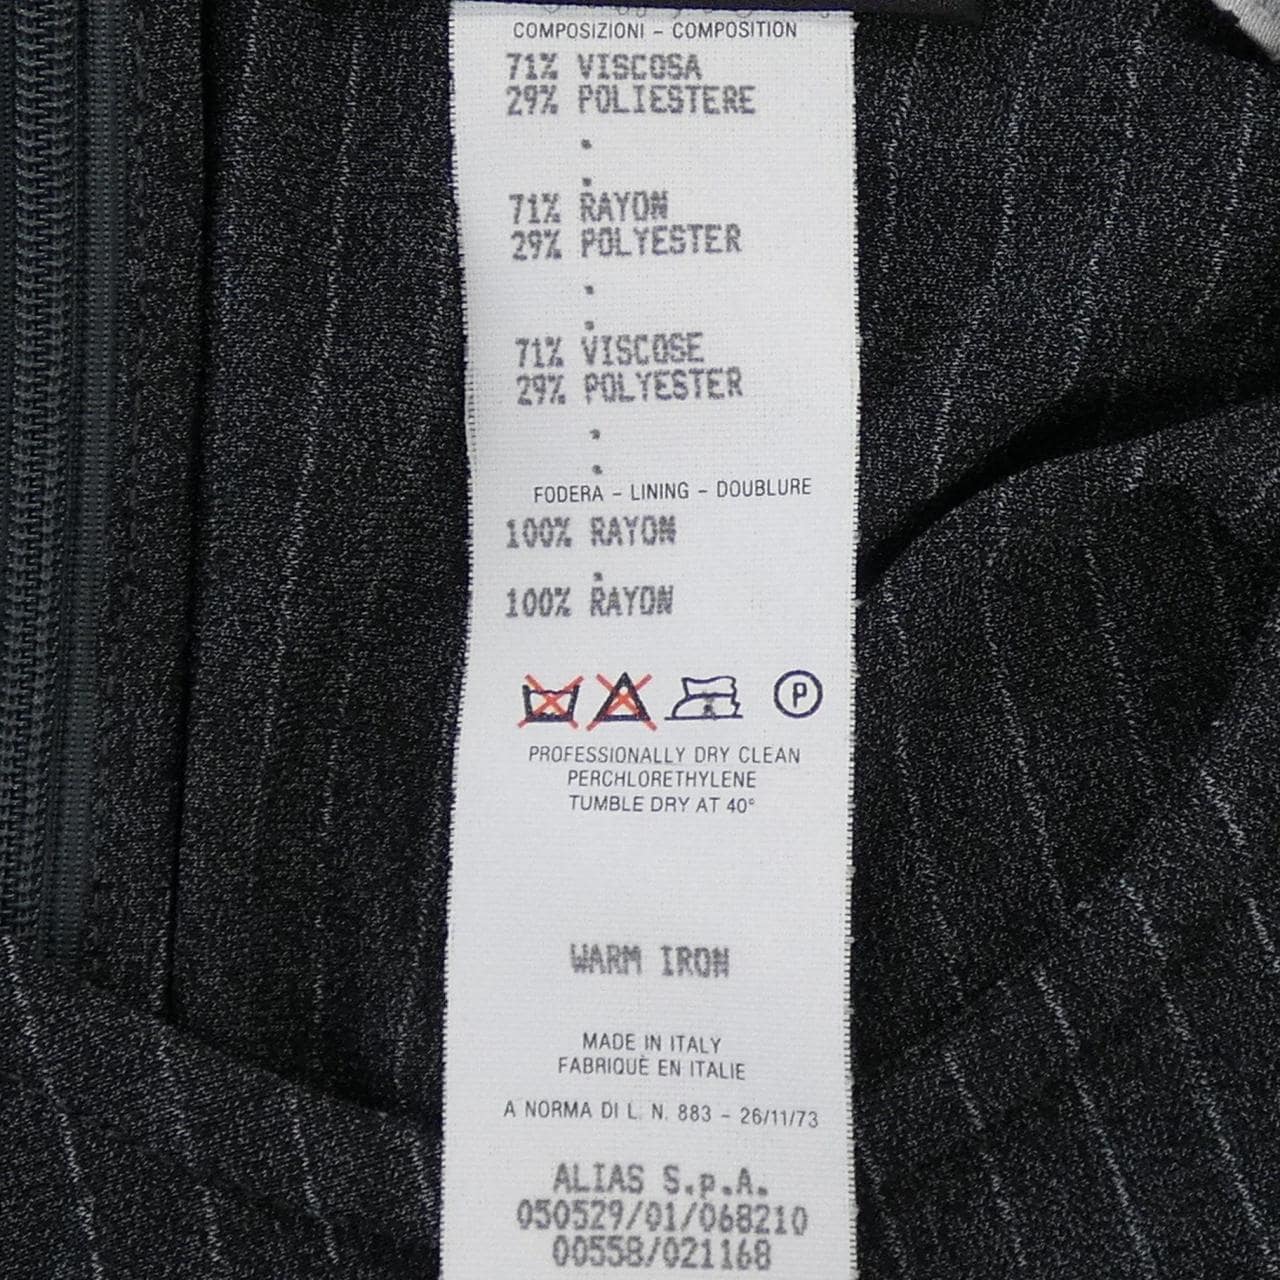 COMPOSIZIONI - COMPOSITION
71% VISCOSA
29% POLIESTERE
71% RAYON
29% POLYESTER
71% VISCOSE
29% POLYESTER
FODERA - LINING - DOUBLURE
100% RAYON
100% RAYON
P
PROFESSIONALLY DRY CLEAN
PERCHLORETHYLENE
TUMBLE DRY AT 40°
WARM IRON
MADE IN ITALY
FABRIQUÈ EN ITALIE
A NORMA DI L. N. 883 - 26/11/73
ALIAS S.p.A.
050529/01/068210
00558/021168